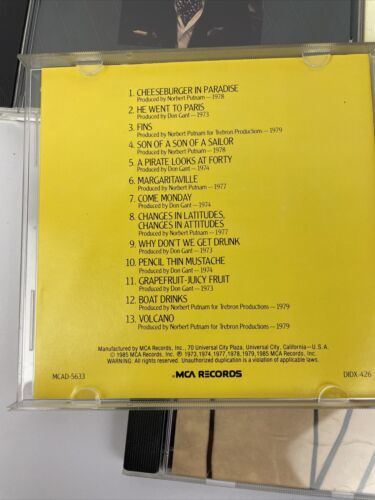 1. CHEESEBURGER IN PARADISE
Produced by Norbert Putnam—1978
2. HE WENT TO PARIS
Produced by Don Gant—1973
3. FINS
Produced by Norbert Putnam for Trebron Productions—1979
4. SON OF A SON OF A SAILOR
Produced by Norbert Putnam—1978
5. A PIRATE LOOKS AT FORTY
Produced by Don Gant—1974
6. MARGARITAVILLE
Produced by Norbert Putnam—1977
7. COME MONDAY
Produced by Don Gant—1974
8. CHANGES IN LATITUDES,
CHANGES IN ATTITUDES
Produced by Norbert Putnam—1977
9. WHY DON'T WE GET DRUNK
Produced by Don Gant—1973
10. PENCIL THIN MUSTACHE
Produced by Don Gant—1974
11. GRAPEFRUIT-JUICY FRUIT
Produced by Don Gant—1973
12. BOAT DRINKS
Produced by Norbert Putnam for Trebron Productions—1979
13. VOLCANO
Produced by Norbert Putnam for Trebron Productions—1979
Manufactured by MCA Records, Inc., 70 Universal City Plaza, Universal City, California—U.S.A.
© 1985 MCA Records, Inc. ℗ 1973, 1974, 1977, 1978, 1979, 1985 MCA Records, Inc.
WARNING: All rights reserved. Unauthorized duplication is a violation of applicable laws.
MCAD-5633 MCA RECORDS DIDX-426